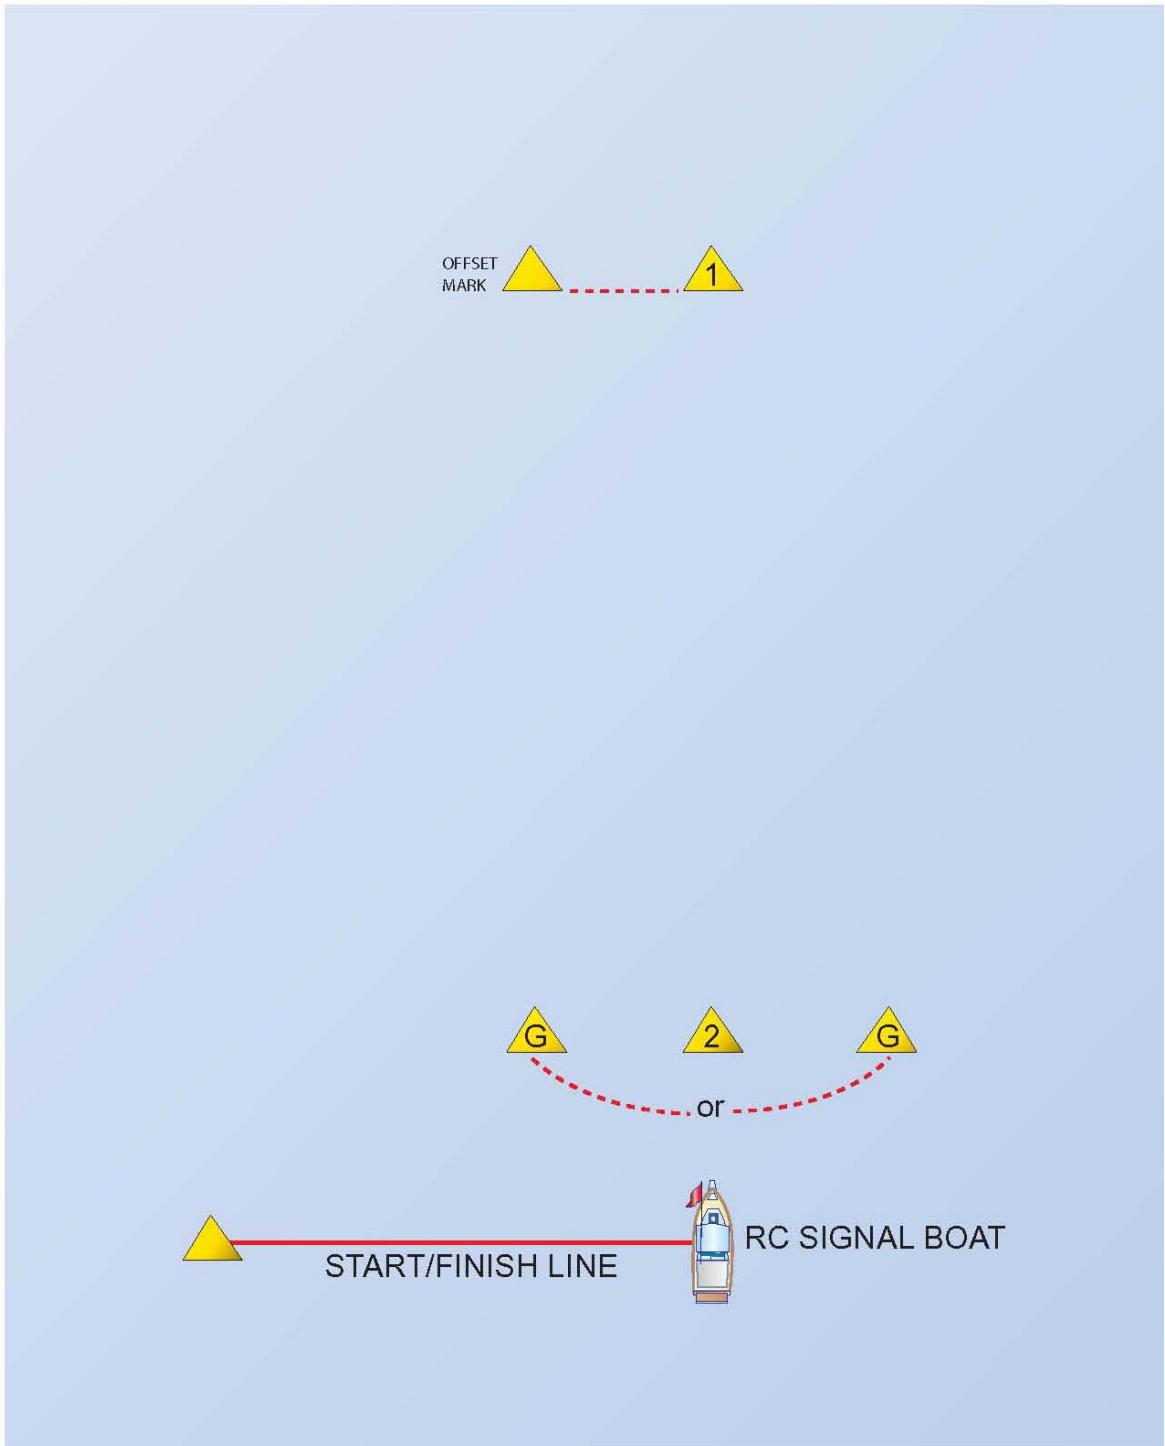 OFFSET
MARK
1
G
2
G
or
RC SIGNAL BOAT
START/FINISH LINE